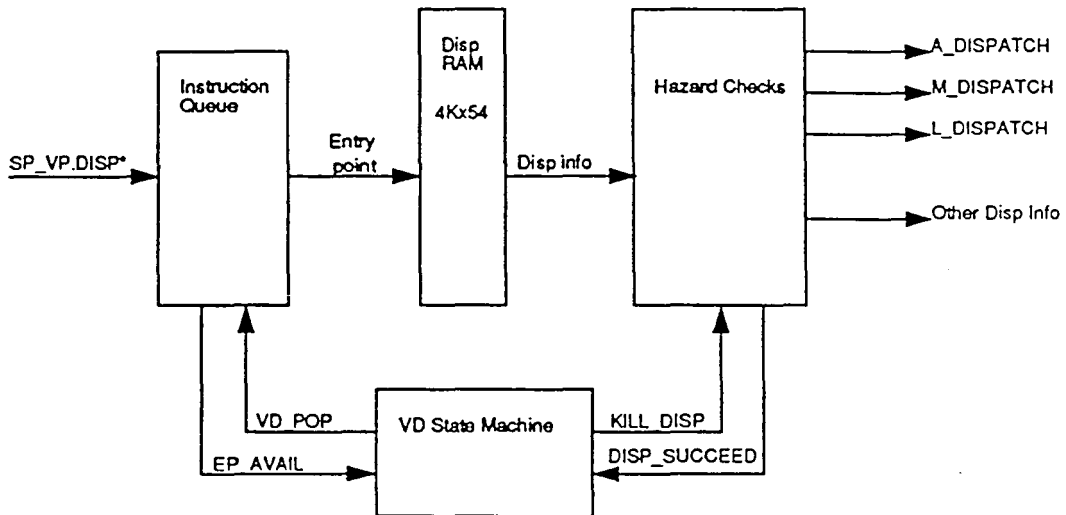 Instruction
Queue
Disp
RAM
4Kx54
Hazard Checks
A_DISPATCH
M_DISPATCH
L_DISPATCH
Other Disp Info
SP_VP.DISP*
Entry
point
Disp info
VD_POP
EP_AVAIL
VD State Machine
KILL_DISP
DISP_SUCCEED